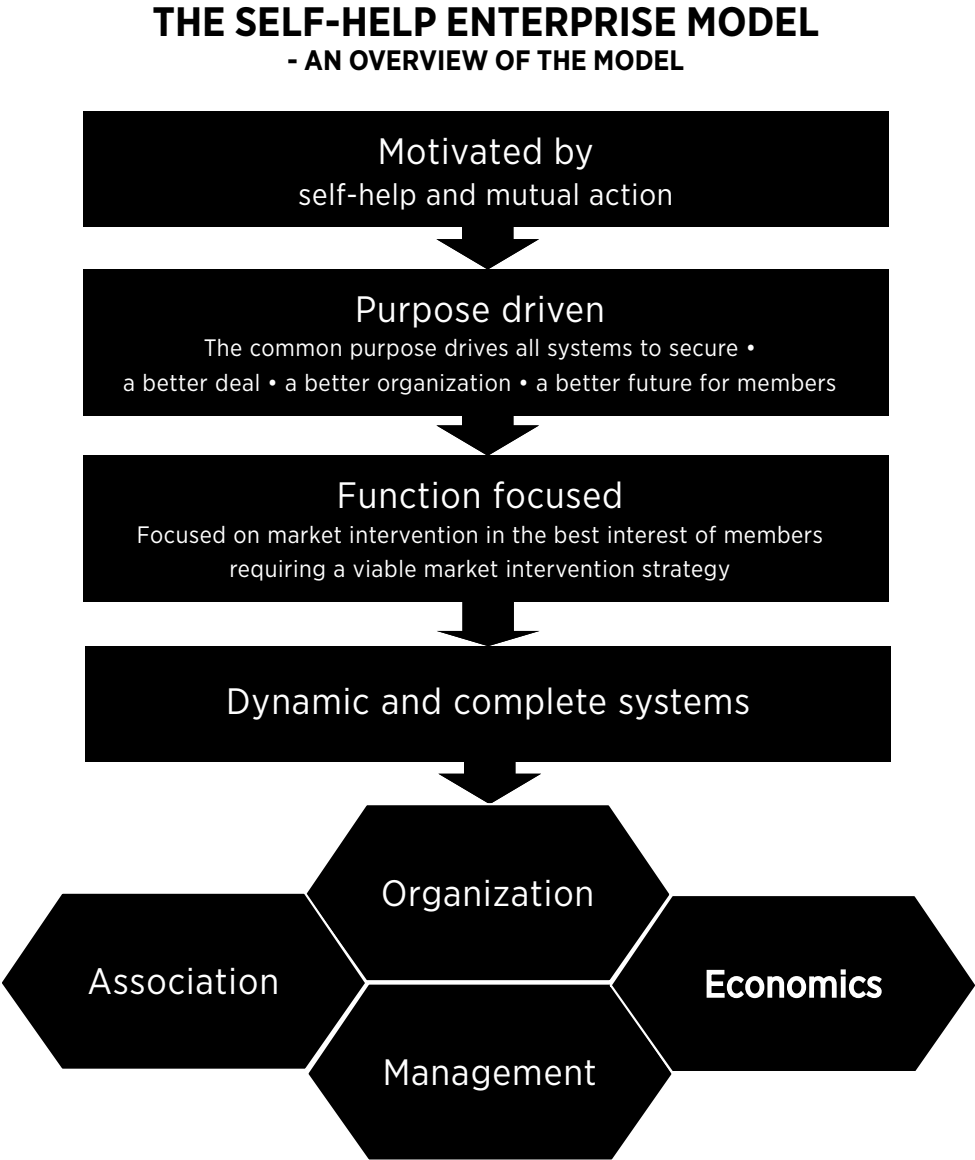 THE SELF-HELP ENTERPRISE MODEL
- AN OVERVIEW OF THE MODEL
Motivated by
self-help and mutual action
Purpose driven
The common purpose drives all systems to secure •
a better deal • a better organization • a better future for members
Function focused
Focused on market intervention in the best interest of members
requiring a viable market intervention strategy
Dynamic and complete systems
Organization
Association
Economics
Management